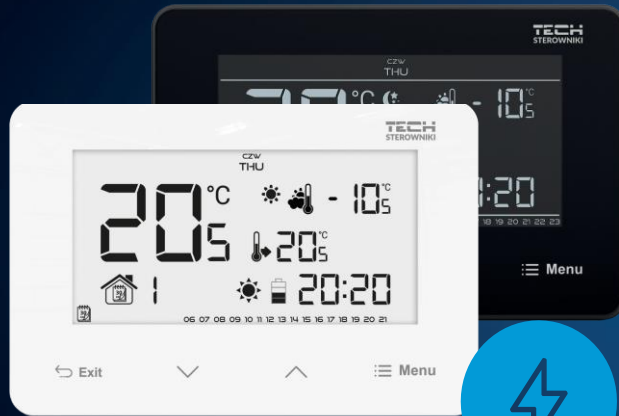 TECH
STEROWNIKI
CZW
THU
°C
- 10.5 °C
:20
18 19 20 21 22 23
Menu
TECH
STEROWNIKI
CZW
THU
20.5 °C
- 10.5 °C
20.5 °C
1
20:20
06 07 08 09 10 11 12 13 14 15 16 17 18 19 20 21
Exit
Menu